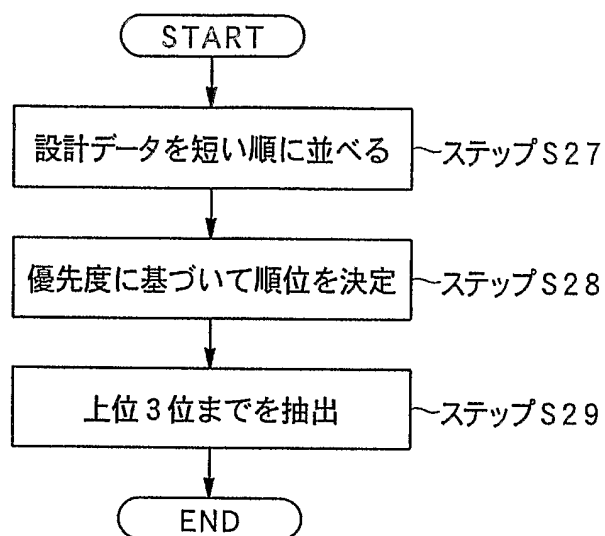 START
設計データを短い順に並べる
ステップS27
優先度に基づいて順位を決定
ステップS28
上位3位までを抽出
ステップS29
END